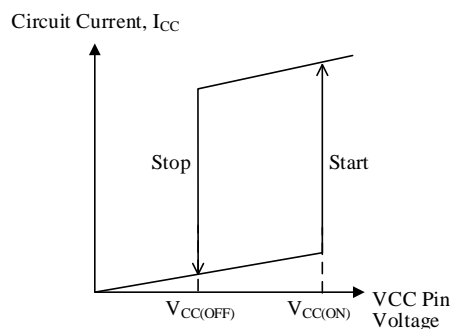 Circuit Current, ICC
Stop
Start
VCC(OFF)
VCC(ON)
VCC Pin
Voltage